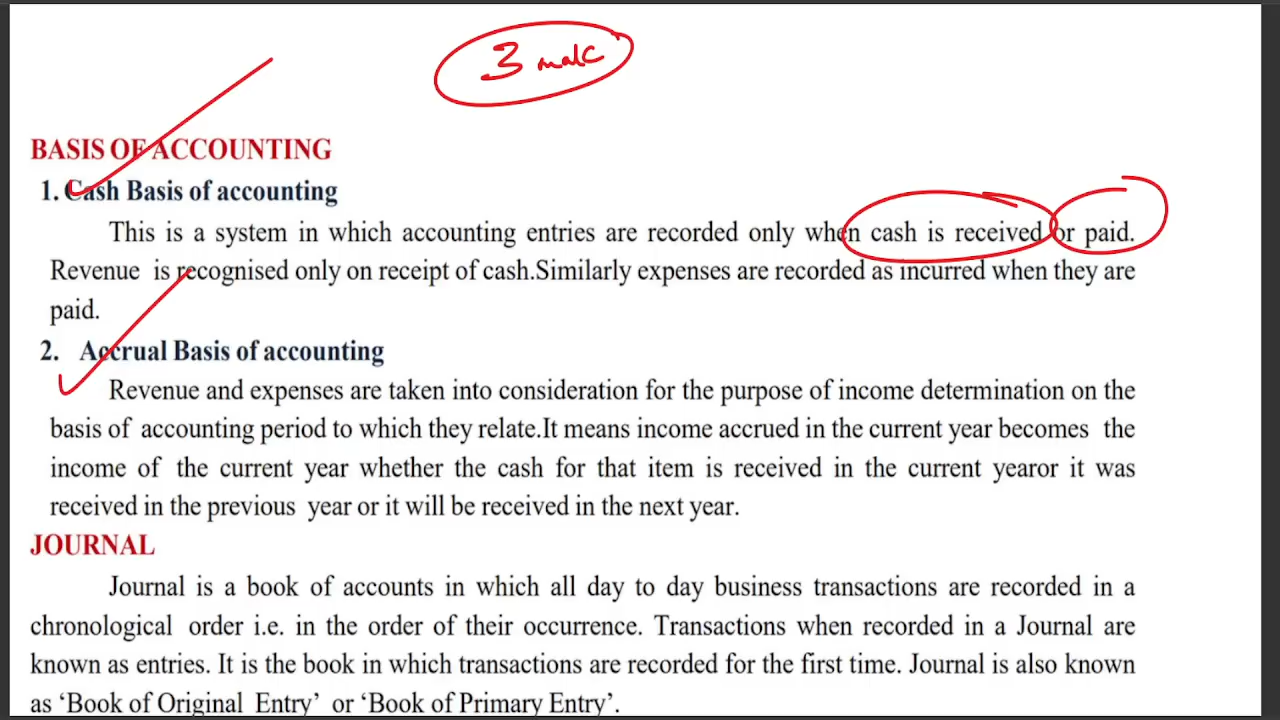 3 mark
BASIS OF ACCOUNTING
1. Cash Basis of accounting
This is a system in which accounting entries are recorded only when cash is received or paid.
Revenue is recognised only on receipt of cash.Similarly expenses are recorded as incurred when they are
paid.
2. Accrual Basis of accounting
Revenue and expenses are taken into consideration for the purpose of income determination on the
basis of accounting period to which they relate.It means income accrued in the current year becomes the
income of the current year whether the cash for that item is received in the current yearor it was
received in the previous year or it will be received in the next year.
JOURNAL
Journal is a book of accounts in which all day to day business transactions are recorded in a
chronological order i.e. in the order of their occurrence. Transactions when recorded in a Journal are
known as entries. It is the book in which transactions are recorded for the first time. Journal is also known
as ‘Book of Original Entry’ or ‘Book of Primary Entry’.